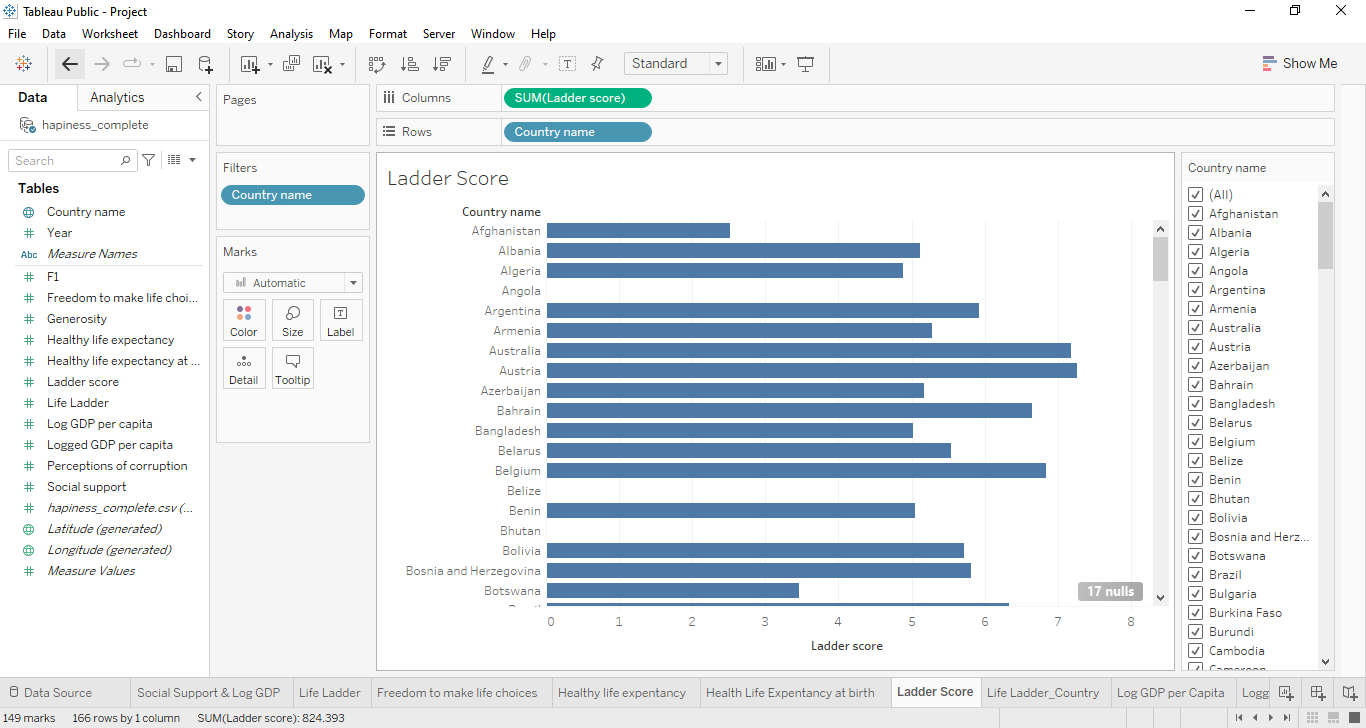 Tableau Public - Project
File Data Worksheet Dashboard Story Analysis Map Format Server Window Help
Standard
Show Me
Data Analytics
hapiness_complete
Search
Tables
Country name
Year
Abc Measure Names
F1
Freedom to make life choi...
Generosity
Healthy life expectancy
Healthy life expectancy at ...
Ladder score
Life Ladder
Log GDP per capita
Logged GDP per capita
Perceptions of corruption
Social support
hapiness_complete.csv (...
Latitude (generated)
Longitude (generated)
Measure Values
Pages
Filters
Country name
Marks
Automatic
Color Size Label
Detail Tooltip
Columns SUM(Ladder score)
Rows Country name
Ladder Score
Country name
Afghanistan
Albania
Algeria
Angola
Argentina
Armenia
Australia
Austria
Azerbaijan
Bahrain
Bangladesh
Belarus
Belgium
Belize
Benin
Bhutan
Bolivia
Bosnia and Herzegovina
Botswana
Brazil
17 nulls
0 1 2 3 4 5 6 7 8
Ladder score
Country name
(All)
Afghanistan
Albania
Algeria
Angola
Argentina
Armenia
Australia
Austria
Azerbaijan
Bahrain
Bangladesh
Belarus
Belgium
Belize
Benin
Bhutan
Bolivia
Bosnia and Herz...
Botswana
Brazil
Bulgaria
Burkina Faso
Burundi
Cambodia
Cameroon
Data Source Social Support & Log GDP Life Ladder Freedom to make life choices Healthy life expentancy Health Life Expentancy at birth Ladder Score Life Ladder_Country Log GDP per Capita Logg
149 marks 166 rows by 1 column SUM(Ladder score): 824.393